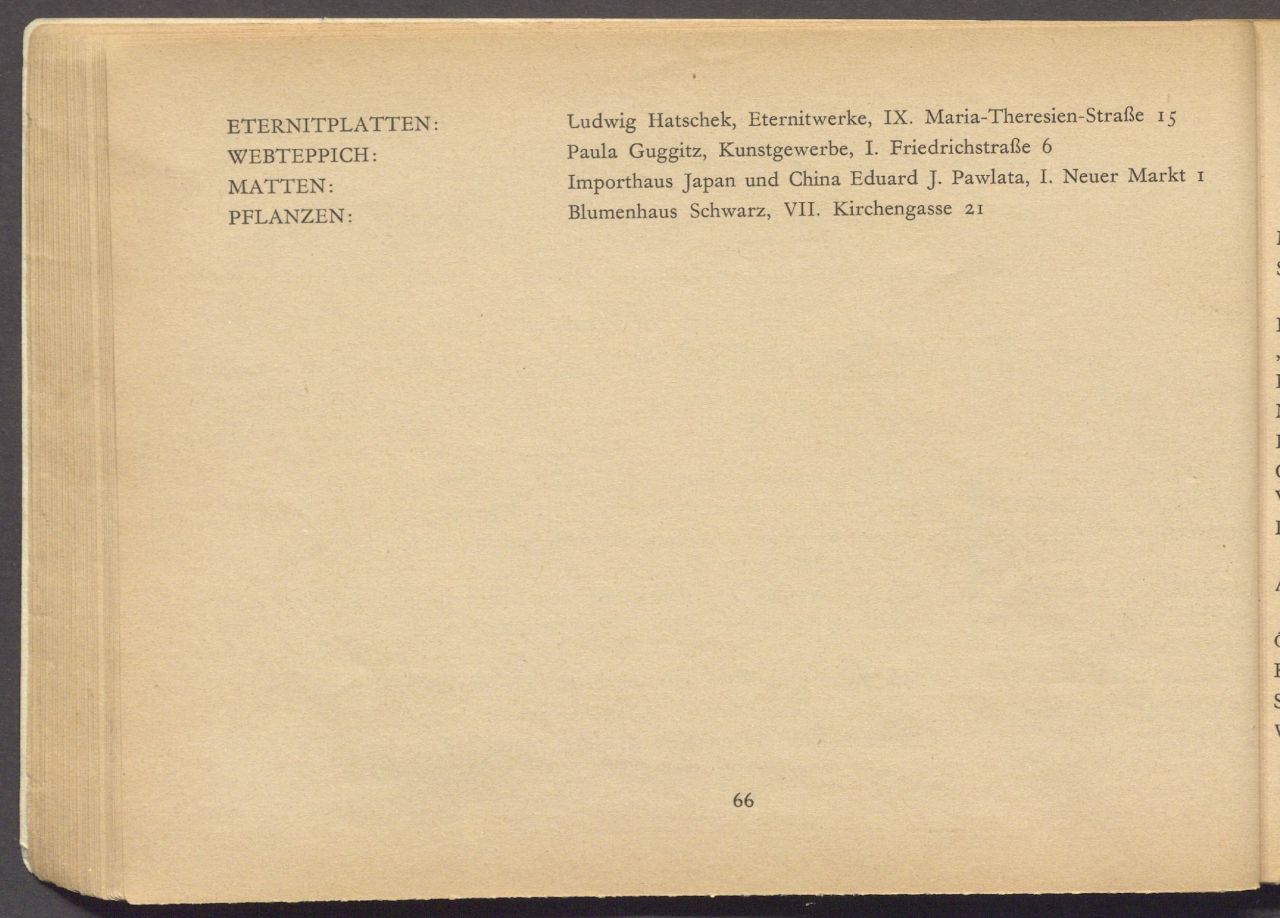 ETERNITPLATTEN: Ludwig Hatschek, Eternitwerke, IX. Maria-Theresien-Straße 15
WEBTEPPICH: Paula Guggitz, Kunstgewerbe, I. Friedrichstraße 6
MATTEN: Importhaus Japan und China Eduard J. Pawlata, I. Neuer Markt 1
PFLANZEN: Blumenhaus Schwarz, VII. Kirchengasse 21
66